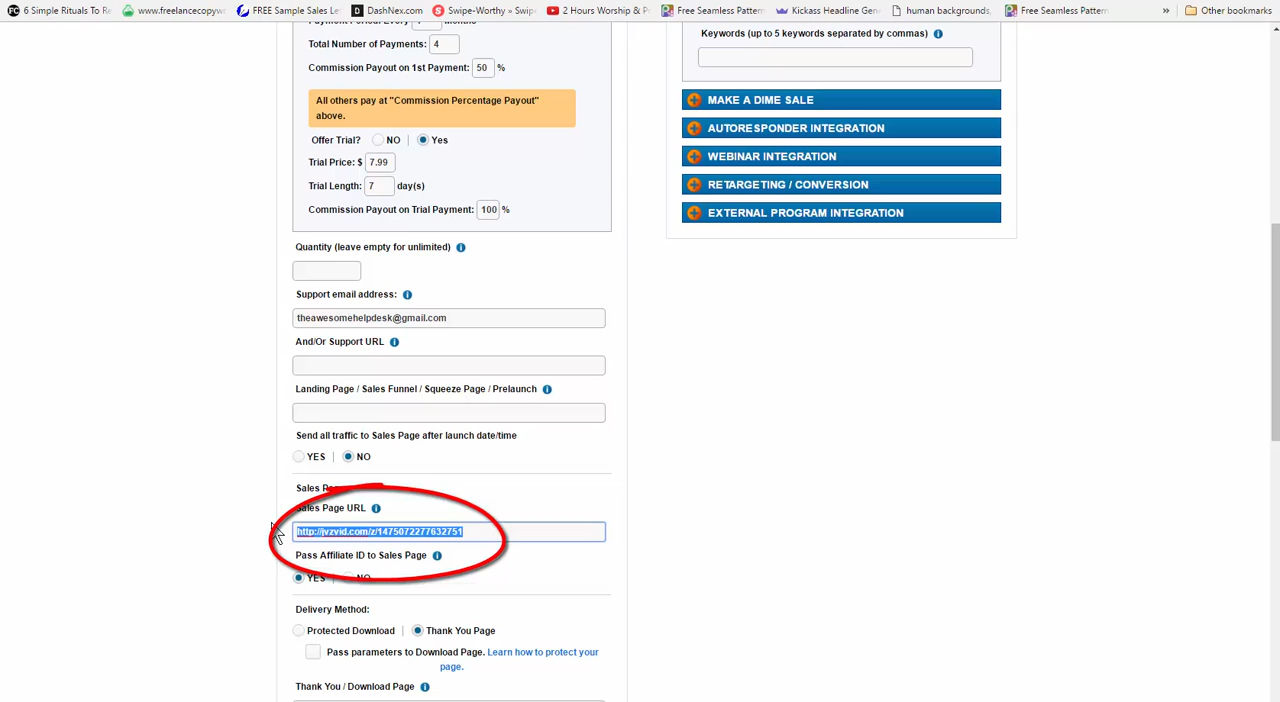 6 Simple Rituals To Re
www.freelancecopyw
FREE Sample Sales Le
DashNex.com
Swipe-Worthy » Swip
2 Hours Worship & Pr
Free Seamless Pattern
Kickass Headline Gene
human backgrounds,
Free Seamless Pattern
»
Other bookmarks
Payment Period: Every
Months
Total Number of Payments: 4
Commission Payout on 1st Payment: 50 %
All others pay at "Commission Percentage Payout"
above.
Offer Trial? NO | Yes
Trial Price: $ 7.99
Trial Length: 7 day(s)
Commission Payout on Trial Payment: 100 %
Quantity (leave empty for unlimited)
Support email address:
theawesomehelpdesk@gmail.com
And/Or Support URL
Landing Page / Sales Funnel / Squeeze Page / Prelaunch
Send all traffic to Sales Page after launch date/time
YES | NO
Sales
Sales Page URL
http://jvzvid.com/z/1475072277632751
Pass Affiliate ID to Sales Page
YES NO
Delivery Method:
Protected Download | Thank You Page
Pass parameters to Download Page. Learn how to protect your
page.
Thank You / Download Page
Keywords (up to 5 keywords separated by commas)
MAKE A DIME SALE
AUTORESPONDER INTEGRATION
WEBINAR INTEGRATION
RETARGETING / CONVERSION
EXTERNAL PROGRAM INTEGRATION